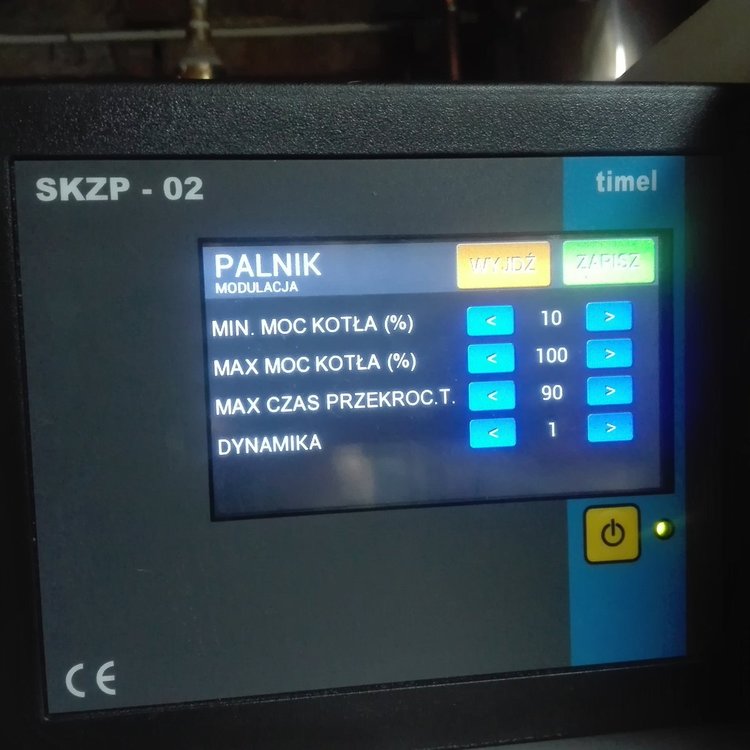 SKZP - 02
timel
PALNIK
MODULACJA
WYJDŹ
ZAPISZ
MIN. MOC KOTŁA (%) < 10 >
MAX MOC KOTŁA (%) < 100 >
MAX CZAS PRZEKROC.T. < 90 >
DYNAMIKA < 1 >
CE